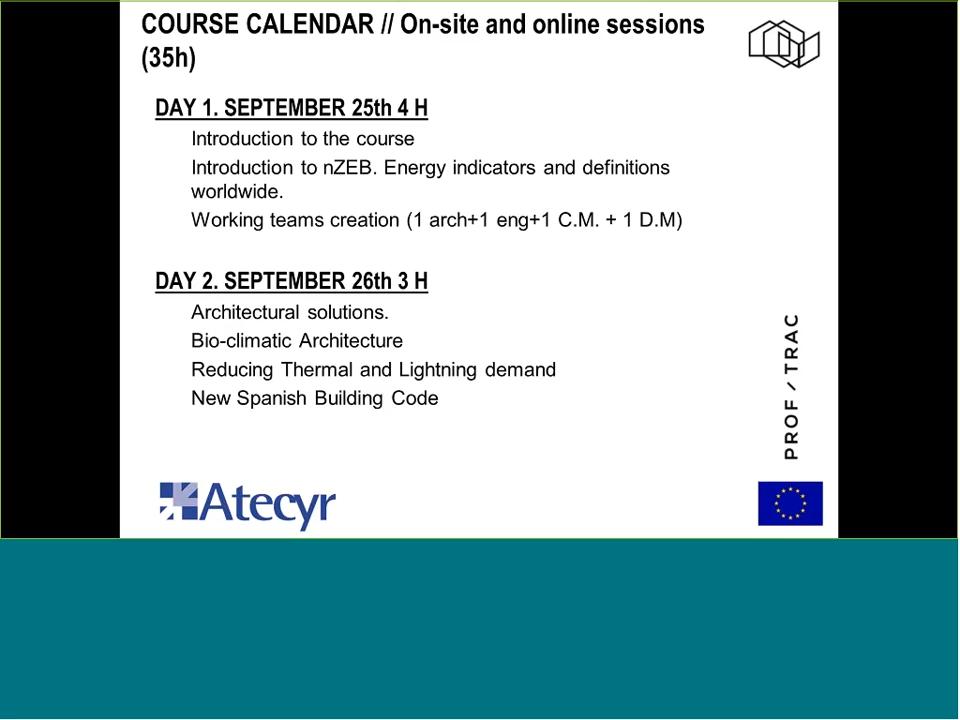 COURSE CALENDAR // On-site and online sessions
(35h)
DAY 1. SEPTEMBER 25th 4 H
Introduction to the course
Introduction to nZEB. Energy indicators and definitions
worldwide.
Working teams creation (1 arch+1 eng+1 C.M. + 1 D.M)
DAY 2. SEPTEMBER 26th 3 H
Architectural solutions.
Bio-climatic Architecture
Reducing Thermal and Lightning demand
New Spanish Building Code
PROF / TRAC
Atecyr